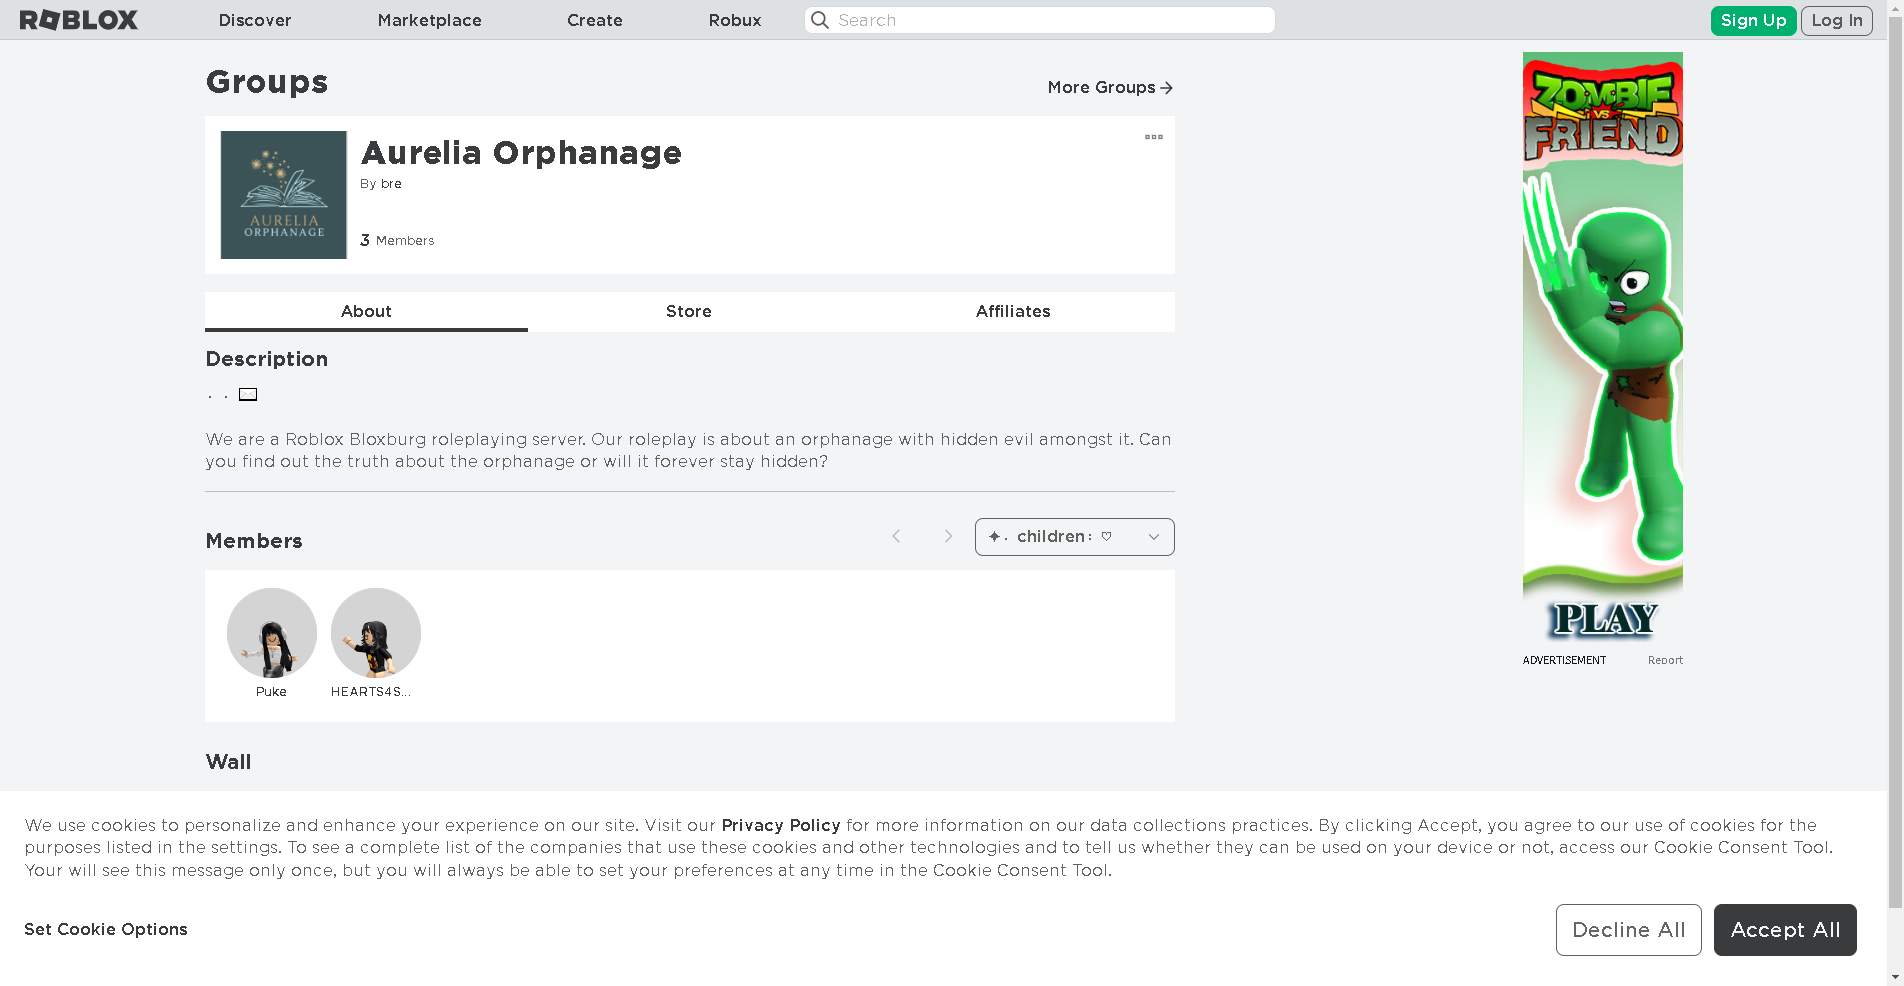 ROBLOX
Discover
Marketplace
Create
Robux
Search
Sign Up
Log In
Groups
More Groups
AURELIA
ORPHANAGE
Aurelia Orphanage
By bre
3 Members
About
Store
Affiliates
Description
We are a Roblox Bloxburg roleplaying server. Our roleplay is about an orphanage with hidden evil amongst it. Can
you find out the truth about the orphanage or will it forever stay hidden?
Members
✦ . children: ♡
Puke
HEARTS4S...
Wall
ZOMBIE
VS
FRIEND
PLAY
ADVERTISEMENT
Report
We use cookies to personalize and enhance your experience on our site. Visit our Privacy Policy for more information on our data collections practices. By clicking Accept, you agree to our use of cookies for the
purposes listed in the settings. To see a complete list of the companies that use these cookies and other technologies and to tell us whether they can be used on your device or not, access our Cookie Consent Tool.
Your will see this message only once, but you will always be able to set your preferences at any time in the Cookie Consent Tool.
Set Cookie Options
Decline All
Accept All